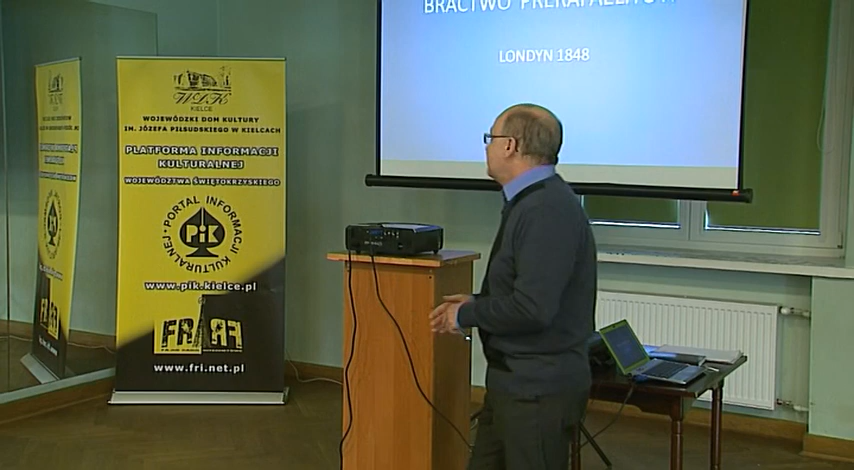 BRACTWO
LONDYN 1848
WDK
KIELCE
WOJEWÓDZKI DOM KULTURY
IM. JÓZEFA PIŁSUDSKIEGO W KIELCACH
PLATFORMA INFORMACJI
KULTURALNEJ
WOJEWÓDZTWA ŚWIĘTOKRZYSKIEGO
PORTAL INFORMACJI
KULTURALNEJ
PiK
www.pik.kielce.pl
FRI
www.fri.net.pl